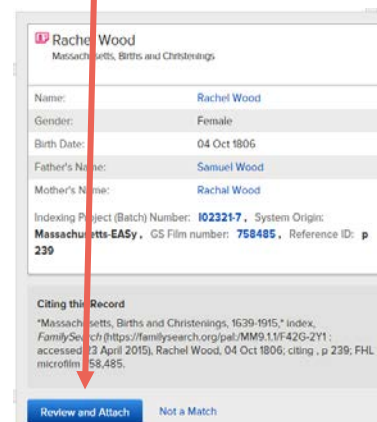 Rachel Wood
Massachusetts, Births and Christenings
Name: Rachel Wood
Gender: Female
Birth Date: 04 Oct 1806
Father's Name: Samuel Wood
Mother's Name: Rachal Wood
Indexing Project (Batch) Number: I02321-7 , System Origin:
Massachusetts-EASy , GS Film number: 758485 , Reference ID: p
239
Citing this Record
"Massachusetts, Births and Christenings, 1639-1915," index,
FamilySearch (https://familysearch.org/pal:/MM9.1.1/F42G-2Y1 :
accessed 23 April 2015), Rachel Wood, 04 Oct 1806; citing , p 239; FHL
microfilm 758,485.
Review and Attach Not a Match